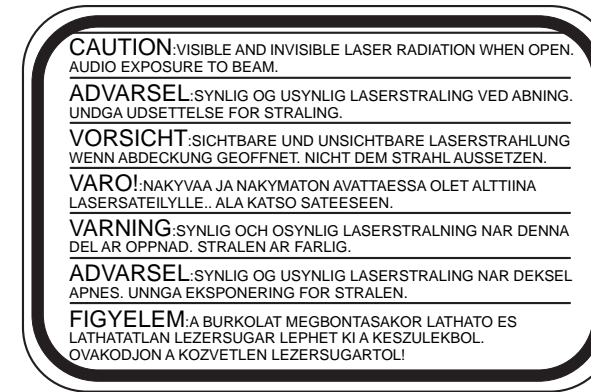 CAUTION:VISIBLE AND INVISIBLE LASER RADIATION WHEN OPEN.
AUDIO EXPOSURE TO BEAM.
ADVARSEL:SYNLIG OG USYNLIG LASERSTRALING VED ABNING.
UNDGA UDSETTELSE FOR STRALING.
VORSICHT:SICHTBARE UND UNSICHTBARE LASERSTRAHLUNG
WENN ABDECKUNG GEOFFNET. NICHT DEM STRAHL AUSSETZEN.
VARO!:NAKYVAA JA NAKYMATON AVATTAESSA OLET ALTTIINA
LASERSATEILYLLE.. ALA KATSO SATEESEEN.
VARNING:SYNLIG OCH OSYNLIG LASERSTRALNING NAR DENNA
DEL AR OPPNAD. STRALEN AR FARLIG.
ADVARSEL:SYNLIG OG USYNLIG LASERSTRALING NAR DEKSEL
APNES. UNNGA EKSPONERING FOR STRALEN.
FIGYELEM:A BURKOLAT MEGBONTASAKOR LATHATO ES
LATHATATLAN LEZERSUGAR LEPHET KI A KESZULEKBOL.
OVAKODJON A KOZVETLEN LEZERSUGARTOL!